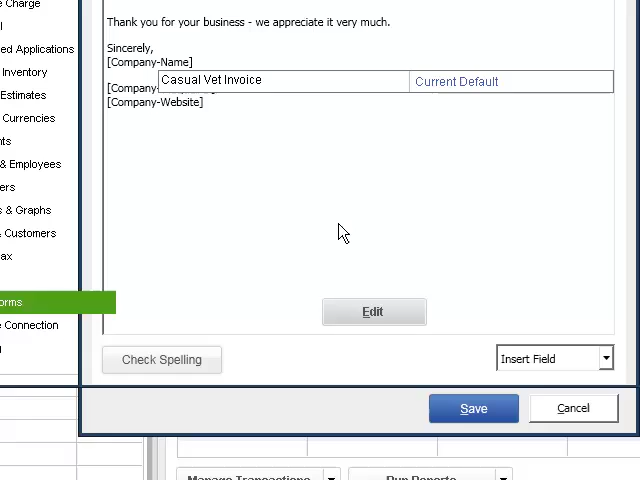 e Charge
l
ed Applications
Inventory
Estimates
Currencies
nts
& Employees
ers
s & Graphs
& Customers
ax
orms
e Connection
Thank you for your business - we appreciate it very much.
Sincerely,
[Company-Name]
Casual Vet Invoice
Current Default
[Company-
[Company-Website]
Edit
Check Spelling
Insert Field
Save
Cancel
Manage Transactions
Run Reports